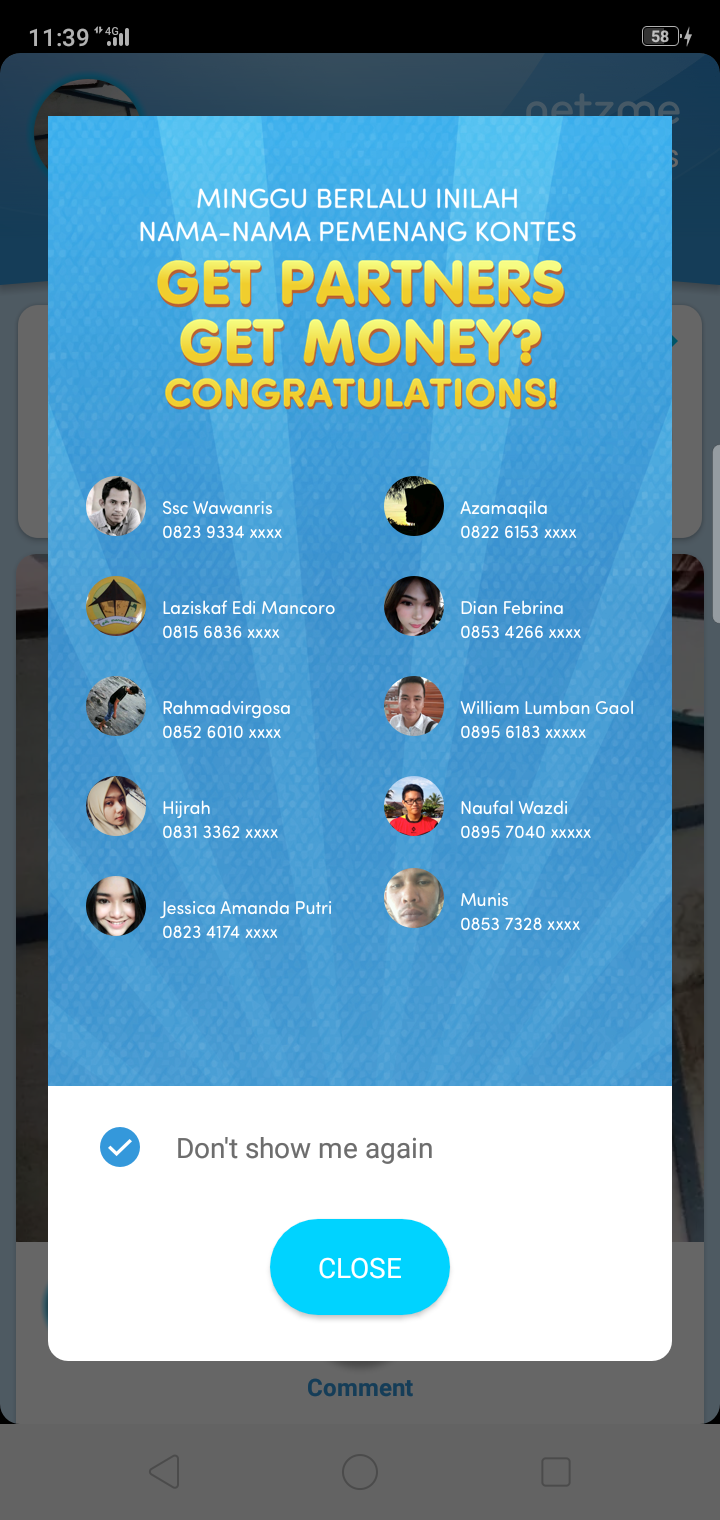 11:39 4G 58
netzme
MINGGU BERLALU INILAH
NAMA-NAMA PEMENANG KONTES
GET PARTNERS
GET MONEY?
CONGRATULATIONS!
Ssc Wawanris
0823 9334 xxxx
Azamaqila
0822 6153 xxxx
Laziskaf Edi Mancoro
0815 6836 xxxx
Dian Febrina
0853 4266 xxxx
Rahmadvirgosa
0852 6010 xxxx
William Lumban Gaol
0895 6183 xxxxx
Hijrah
0831 3362 xxxx
Naufal Wazdi
0895 7040 xxxxx
Jessica Amanda Putri
0823 4174 xxxx
Munis
0853 7328 xxxx
Don't show me again
CLOSE
Comment